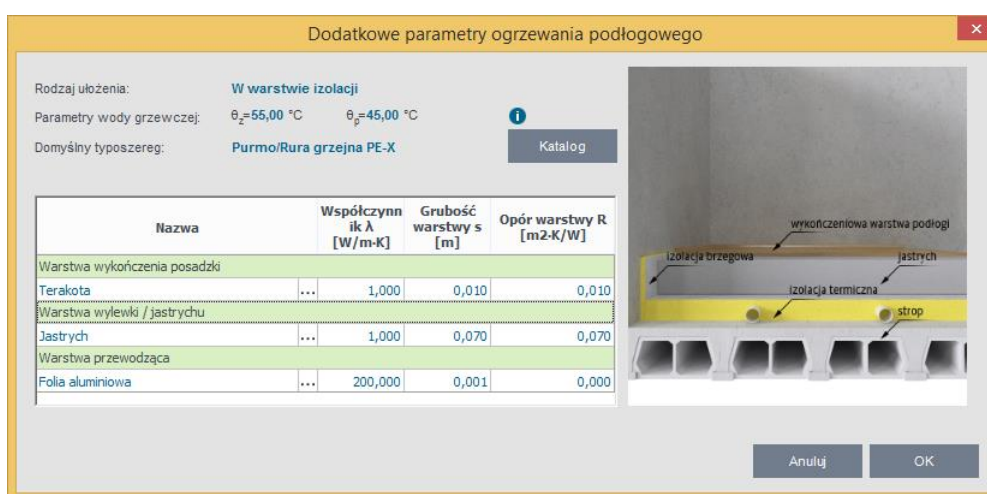 Dodatkowe parametry ogrzewania podłogowego
Rodzaj ułożenia: W warstwie izolacji
Parametry wody grzewczej: θz=55,00 °C θp=45,00 °C
Domyślny typoszereg: Purmo/Rura grzejna PE-X Katalog
Nazwa Współczynn
ik λ
[W/m·K] Grubość
warstwy s
[m] Opór warstwy R
[m2·K/W]
Warstwa wykończenia posadzki
Terakota ... 1,000 0,010 0,010
Warstwa wylewki / jastrychu
Jastrych ... 1,000 0,070 0,070
Warstwa przewodząca
Folia aluminiowa ... 200,000 0,001 0,000
wykończeniowa warstwa podłogi
izolacja brzegowa jastrych
izolacja termiczna
strop
Anuluj OK